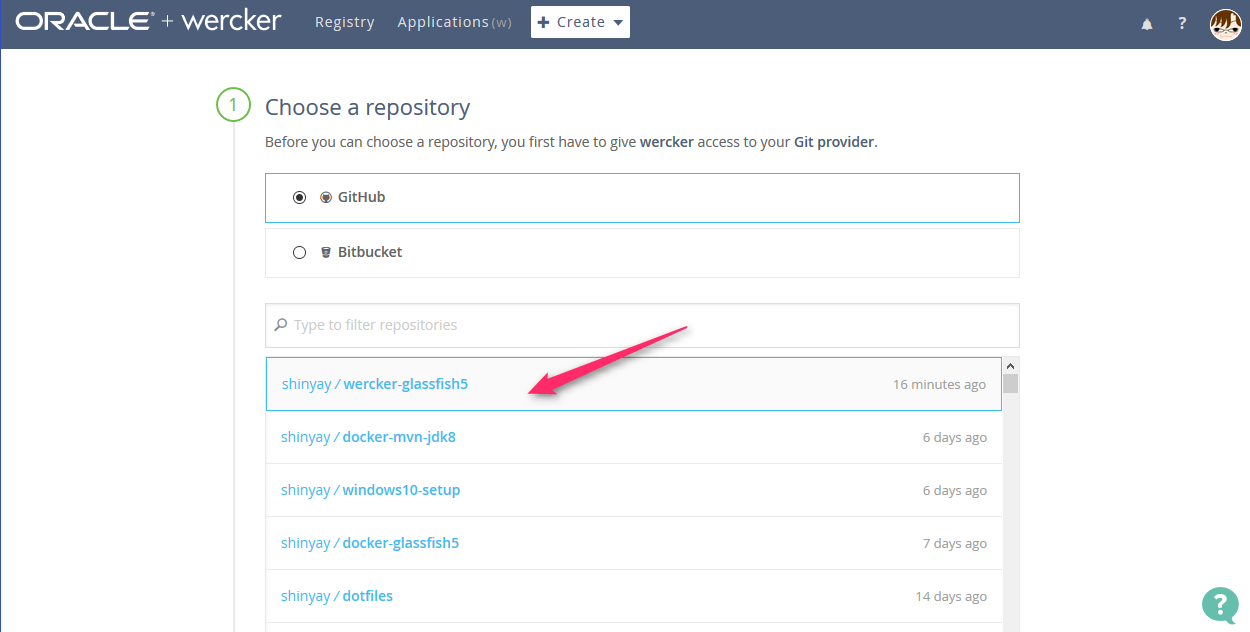 ORACLE® + wercker Registry Applications (w) + Create ?
1 Choose a repository
Before you can choose a repository, you first have to give wercker access to your Git provider.
GitHub
Bitbucket
Type to filter repositories
shinyay / wercker-glassfish5 16 minutes ago
shinyay / docker-mvn-jdk8 6 days ago
shinyay / windows10-setup 6 days ago
shinyay / docker-glassfish5 7 days ago
shinyay / dotfiles 14 days ago
?